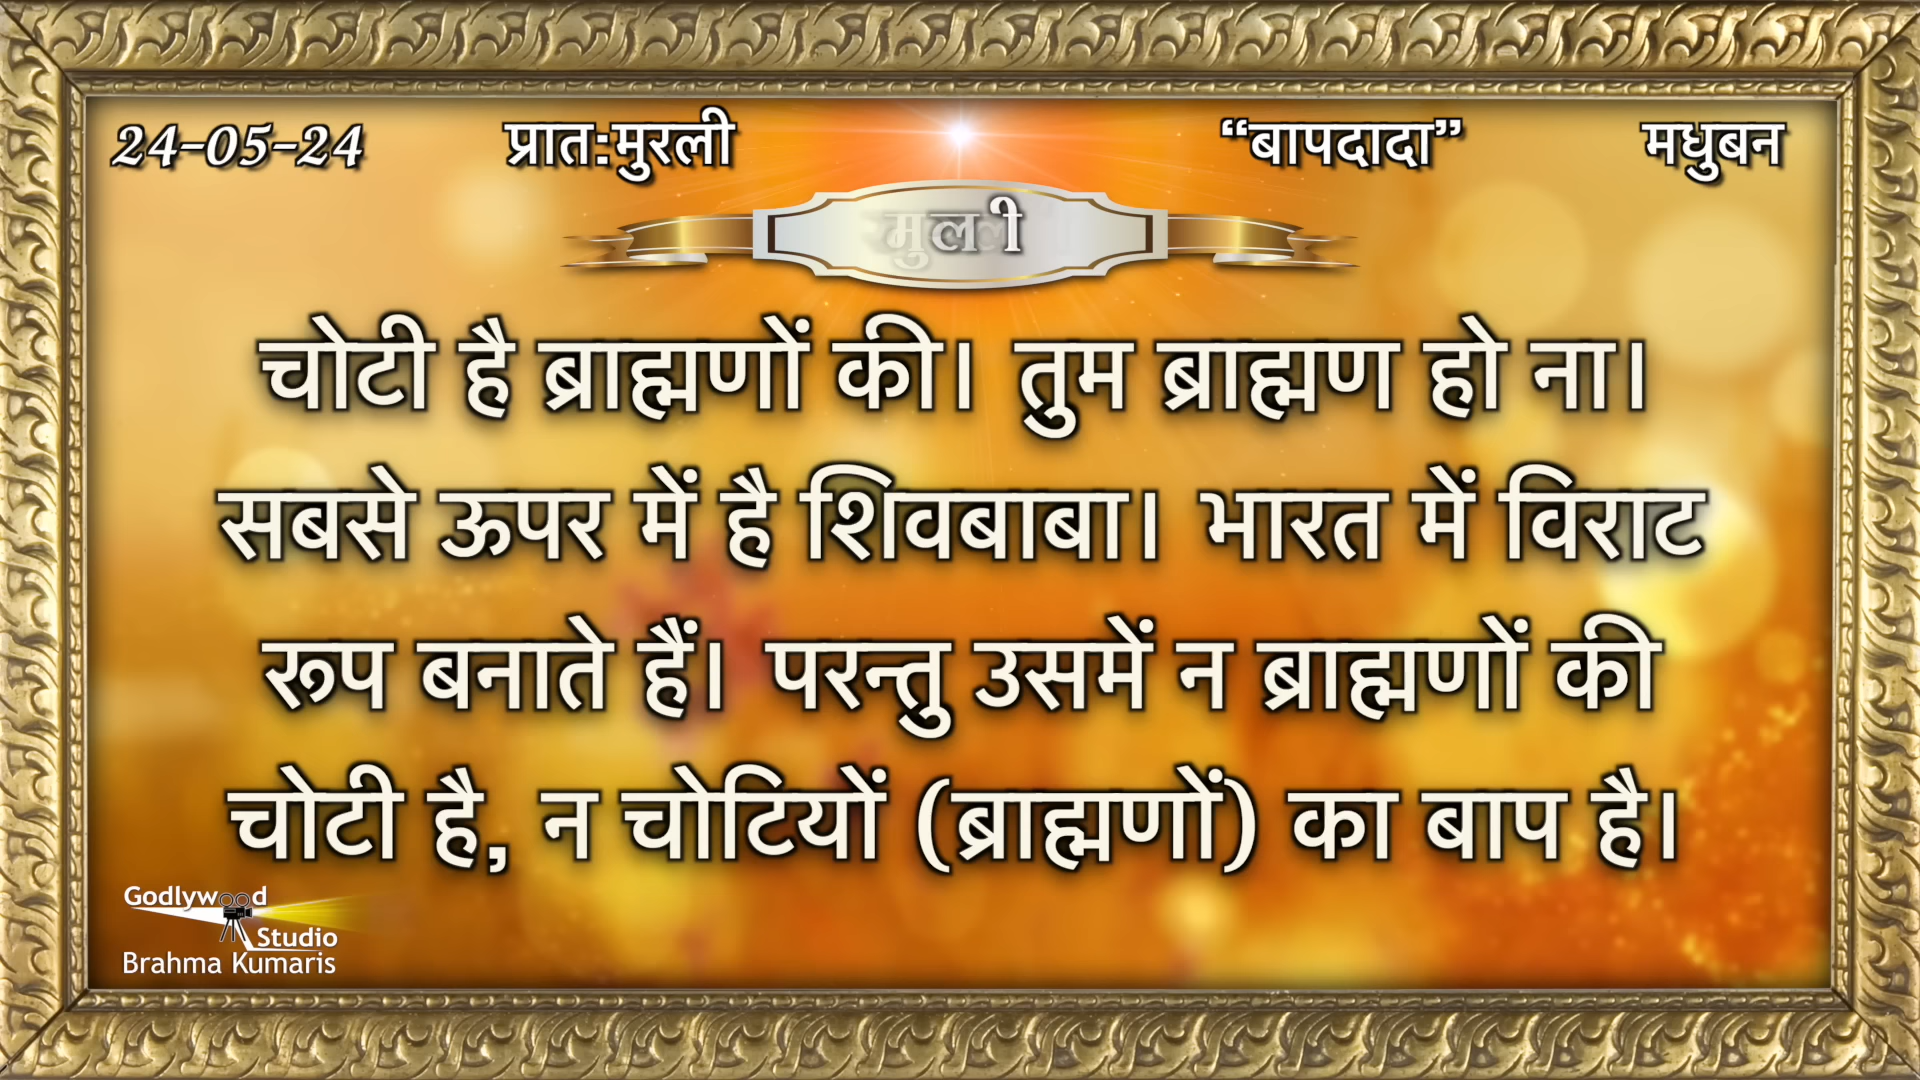 24-05-24 प्रात:मुरली “बापदादा” मधुबन
चोटी है ब्राह्मणों की। तुम ब्राह्मण हो ना।
सबसे ऊपर में है शिवबाबा। भारत में विराट
रूप बनाते हैं। परन्तु उसमें न ब्राह्मणों की
चोटी है, न चोटियों (ब्राह्मणों) का बाप है।
Godlywood
Studio
Brahma Kumaris